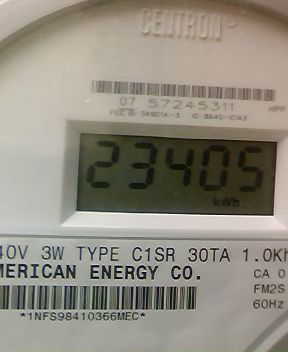 CENTRON®
07 57245311
23405
kWh
40V 3W TYPE C1SR 30TA 1.0Kh
MERICAN ENERGY CO.
CA 0
FM2S
60Hz
*1NFS98410366MEC*